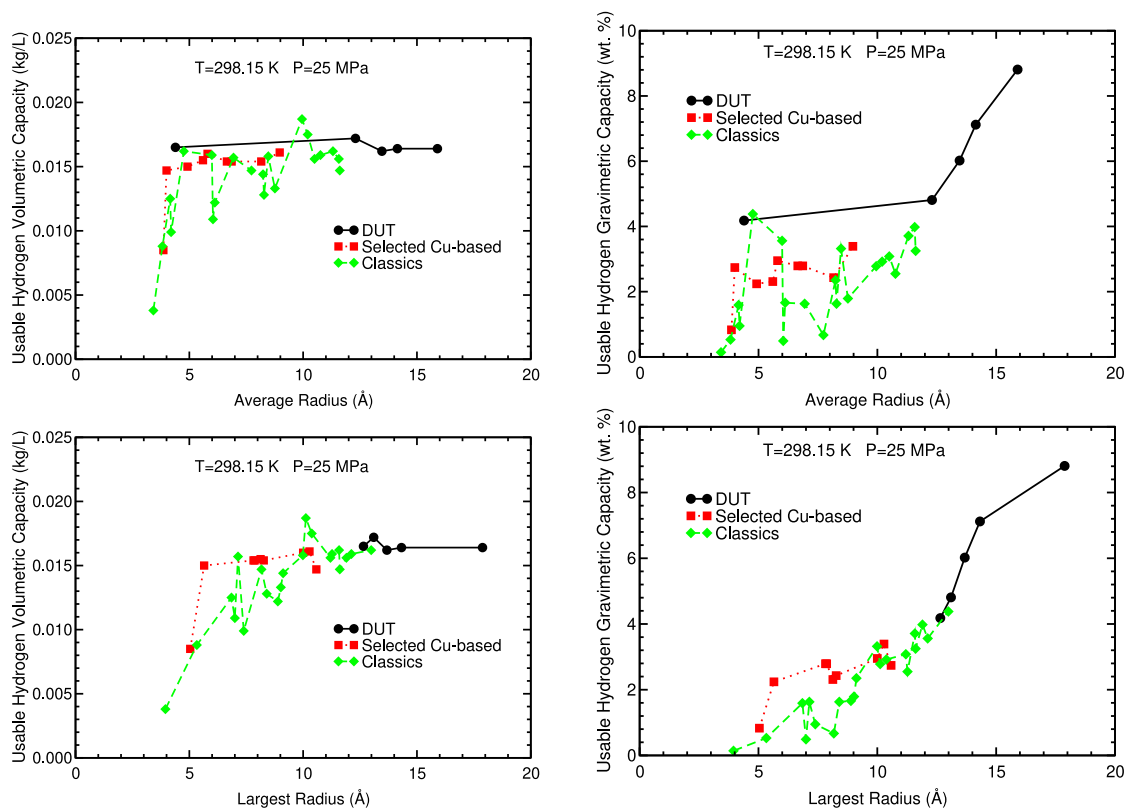 Usable Hydrogen Volumetric Capacity (kg/L)
0.025
0.020
0.015
0.010
0.005
0.000
T=298.15 K P=25 MPa
DUT
Selected Cu-based
Classics
0 5 10 15 20
Average Radius (Å)
Usable Hydrogen Gravimetric Capacity (wt. %)
10
8
6
4
2
0
T=298.15 K P=25 MPa
DUT
Selected Cu-based
Classics
0 5 10 15 20
Average Radius (Å)
Usable Hydrogen Volumetric Capacity (kg/L)
0.025
0.020
0.015
0.010
0.005
0.000
T=298.15 K P=25 MPa
DUT
Selected Cu-based
Classics
0 5 10 15 20
Largest Radius (Å)
Usable Hydrogen Gravimetric Capacity (wt. %)
10
8
6
4
2
0
T=298.15 K P=25 MPa
DUT
Selected Cu-based
Classics
0 5 10 15 20
Largest Radius (Å)